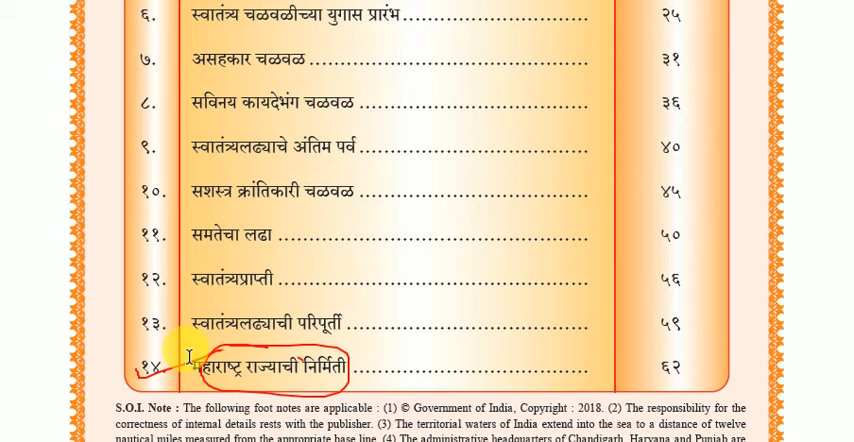 ६. स्वातंत्र्य चळवळीच्या युगास प्रारंभ ........................................ २५
७. असहकार चळवळ ........................................ ३१
८. सविनय कायदेभंग चळवळ ........................................ ३६
९. स्वातंत्र्यलढ्याचे अंतिम पर्व ........................................ ४०
१०. सशस्त्र क्रांतिकारी चळवळ ........................................ ४५
११. समतेचा लढा ........................................ ५०
१२. स्वातंत्र्यप्राप्ती ........................................ ५६
१३. स्वातंत्र्यलढ्याची परिपूर्ती ........................................ ५९
१४. महाराष्ट्र राज्याची निर्मिती ........................................ ६२
S.O.I. Note : The following foot notes are applicable : (1) © Government of India, Copyright : 2018. (2) The responsibility for the
correctness of internal details rests with the publisher. (3) The territorial waters of India extend into the sea to a distance of twelve
nautical miles measured from the appropriate base line. (4) The administrative headquarters of Chandigarh, Haryana and Punjab are